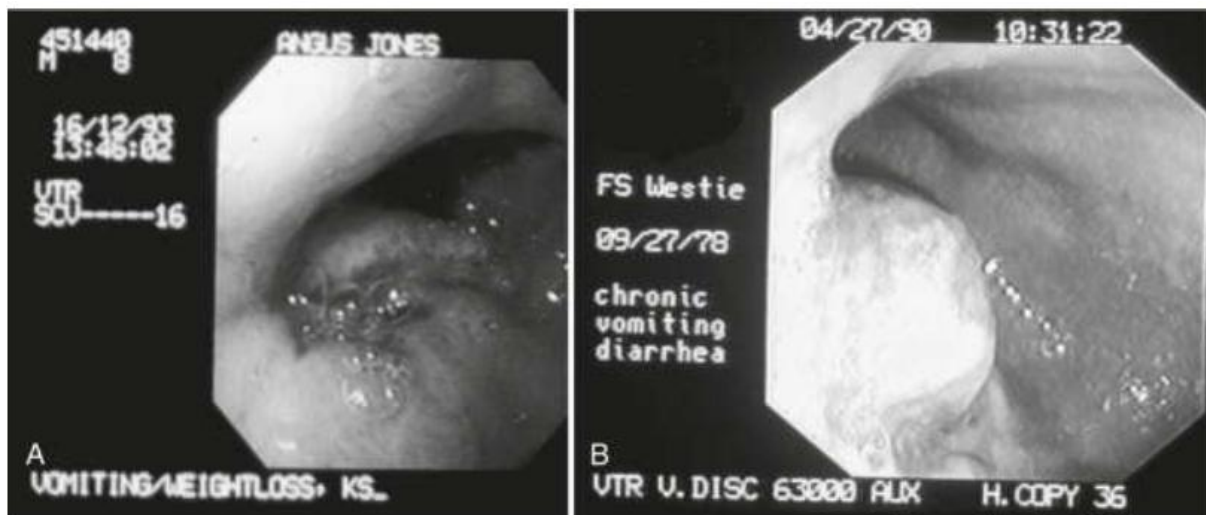 451440
M 8
ANGUS JONES
16/12/93
13:46:02
VTR
SCV-----16
A
VOMITING/WEIGHTLOSS, KS_
04/27/90 10:31:22
FS Westie
09/27/78
chronic
vomiting
diarrhea
B
VTR V.DISC 63000 AUX H.COPY 36